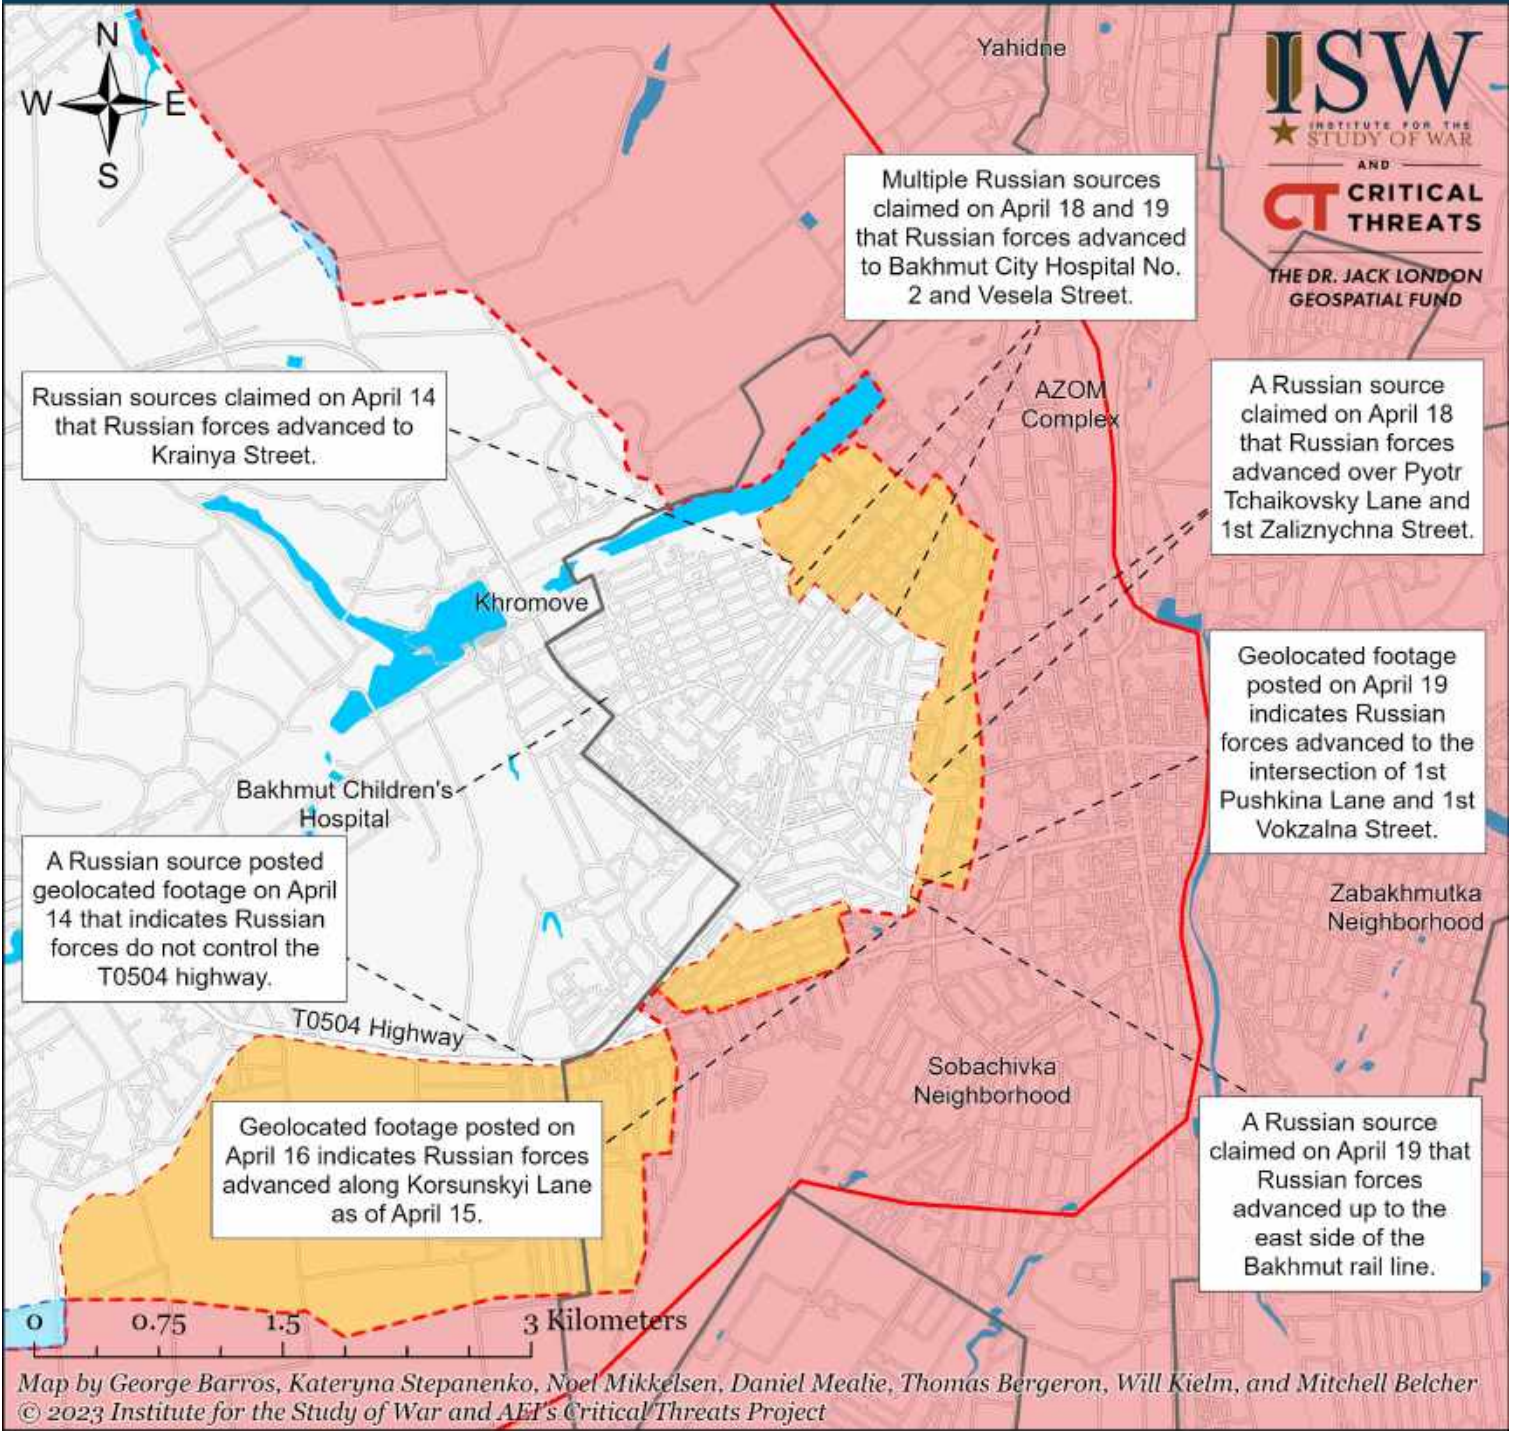 N
W
E
S
Yahidne
ISW
INSTITUTE FOR THE
STUDY OF WAR
AND
CT CRITICAL
THREATS
THE DR. JACK LONDON
GEOSPATIAL FUND
Multiple Russian sources
claimed on April 18 and 19
that Russian forces advanced
to Bakhmut City Hospital No.
2 and Vesela Street.
Russian sources claimed on April 14
that Russian forces advanced to
Krainya Street.
AZOM
Complex
A Russian source
claimed on April 18
that Russian forces
advanced over Pyotr
Tchaikovsky Lane and
1st Zaliznychna Street.
Khromove
Geolocated footage
posted on April 19
indicates Russian
forces advanced to the
intersection of 1st
Pushkina Lane and 1st
Vokzalna Street.
Bakhmut Children's
Hospital
A Russian source posted
geolocated footage on April
14 that indicates Russian
forces do not control the
T0504 highway.
Zabakhmutka
Neighborhood
T0504 Highway
Sobachivka
Neighborhood
Geolocated footage posted on
April 16 indicates Russian forces
advanced along Korsunskyi Lane
as of April 15.
A Russian source
claimed on April 19 that
Russian forces
advanced up to the
east side of the
Bakhmut rail line.
0 0.75 1.5 3 Kilometers
Map by George Barros, Kateryna Stepanenko, Noel Mikkelsen, Daniel Mealie, Thomas Bergeron, Will Kielm, and Mitchell Belcher
© 2023 Institute for the Study of War and AEI's Critical Threats Project